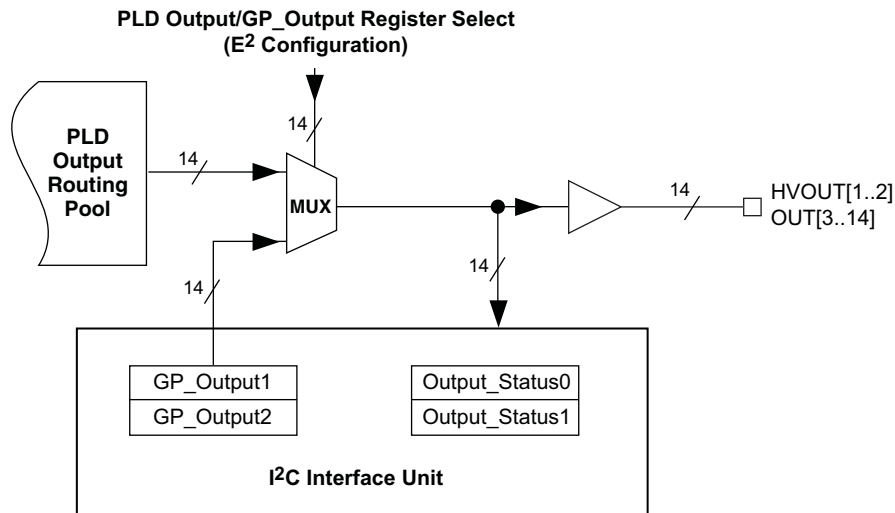 PLD Output/GP_Output Register Select
(E2 Configuration)
14
PLD
Output
Routing
Pool
14
MUX
14
HVOUT[1..2]
OUT[3..14]
14
14
GP_Output1
GP_Output2
Output_Status0
Output_Status1
I2C Interface Unit